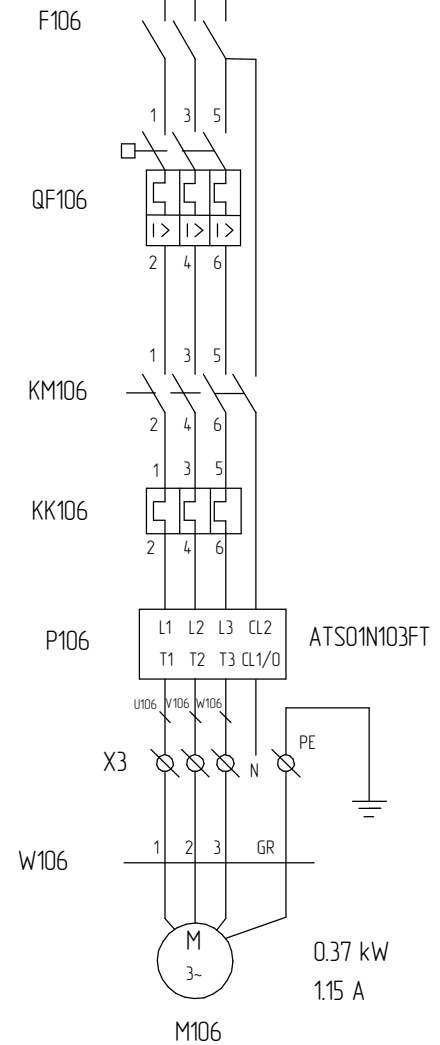 F106
1 3 5
QF106
I> I> I>
2 4 6
1 3 5
KM106
2 4 6
1 3 5
KK106
2 4 6
L1 L2 L3 CL2
P106
ATS01N103FT
T1 T2 T3 CL1/0
U106 V106 W106
PE
X3
N
1 2 3 GR
W106
M
3~
0.37 kW
1.15 A
M106